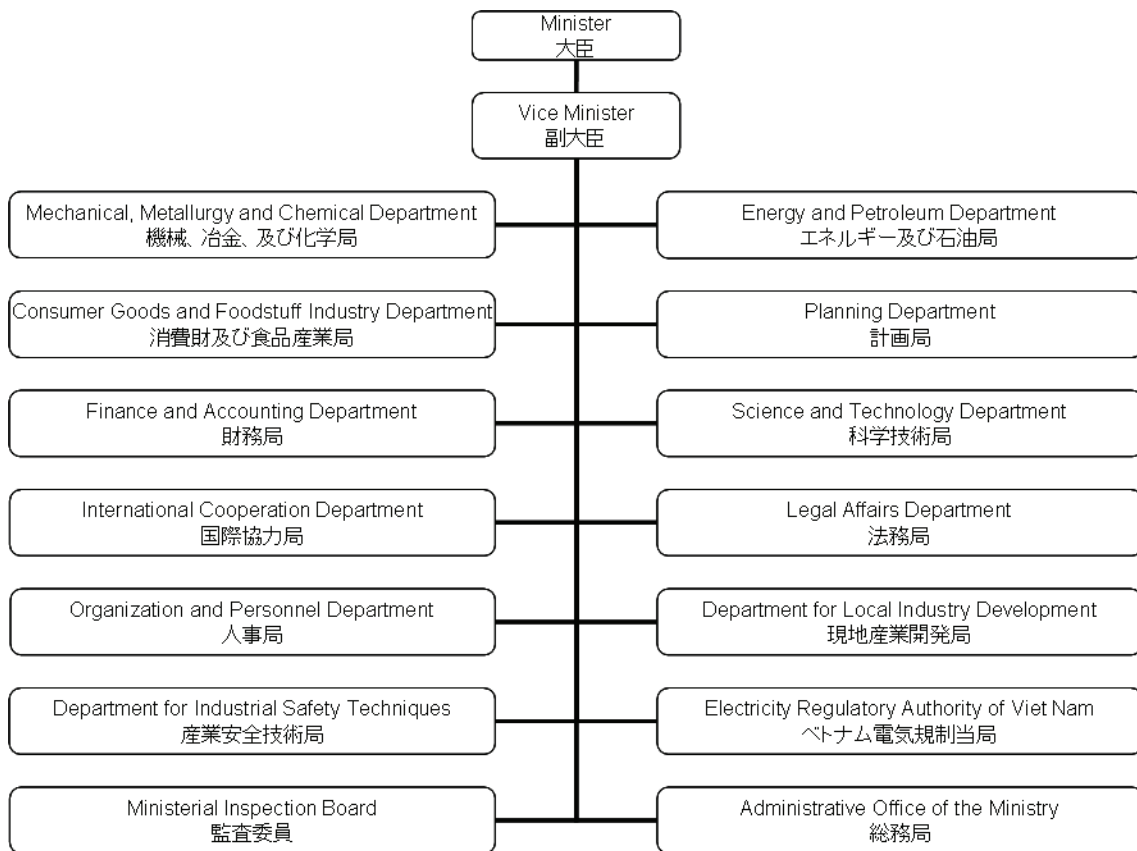 Minister
大臣
Vice Minister
副大臣
Mechanical, Metallurgy and Chemical Department
機械、冶金、及び化学局
Energy and Petroleum Department
エネルギー及び石油局
Consumer Goods and Foodstuff Industry Department
消費財及び食品産業局
Planning Department
計画局
Finance and Accounting Department
財務局
Science and Technology Department
科学技術局
International Cooperation Department
国際協力局
Legal Affairs Department
法務局
Organization and Personnel Department
人事局
Department for Local Industry Development
現地産業開発局
Department for Industrial Safety Techniques
産業安全技術局
Electricity Regulatory Authority of Viet Nam
ベトナム電気規制当局
Ministerial Inspection Board
監査委員
Administrative Office of the Ministry
総務局